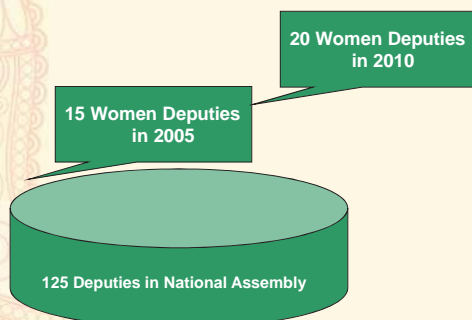 20 Women Deputies
in 2010
15 Women Deputies
in 2005
125 Deputies in National Assembly